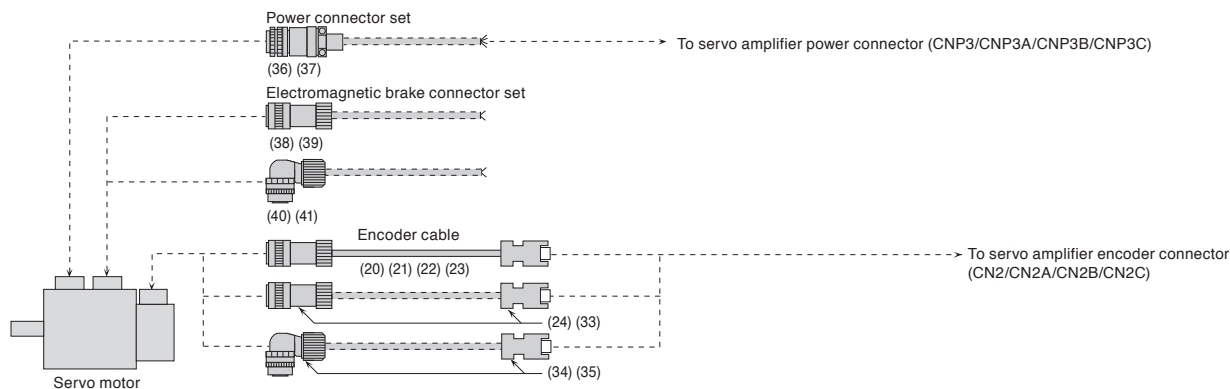 Power connector set
To servo amplifier power connector (CNP3/CNP3A/CNP3B/CNP3C)
(36) (37)
Electromagnetic brake connector set
(38) (39)
(40) (41)
Encoder cable
(20) (21) (22) (23)
To servo amplifier encoder connector
(CN2/CN2A/CN2B/CN2C)
(24) (33)
(34) (35)
Servo motor